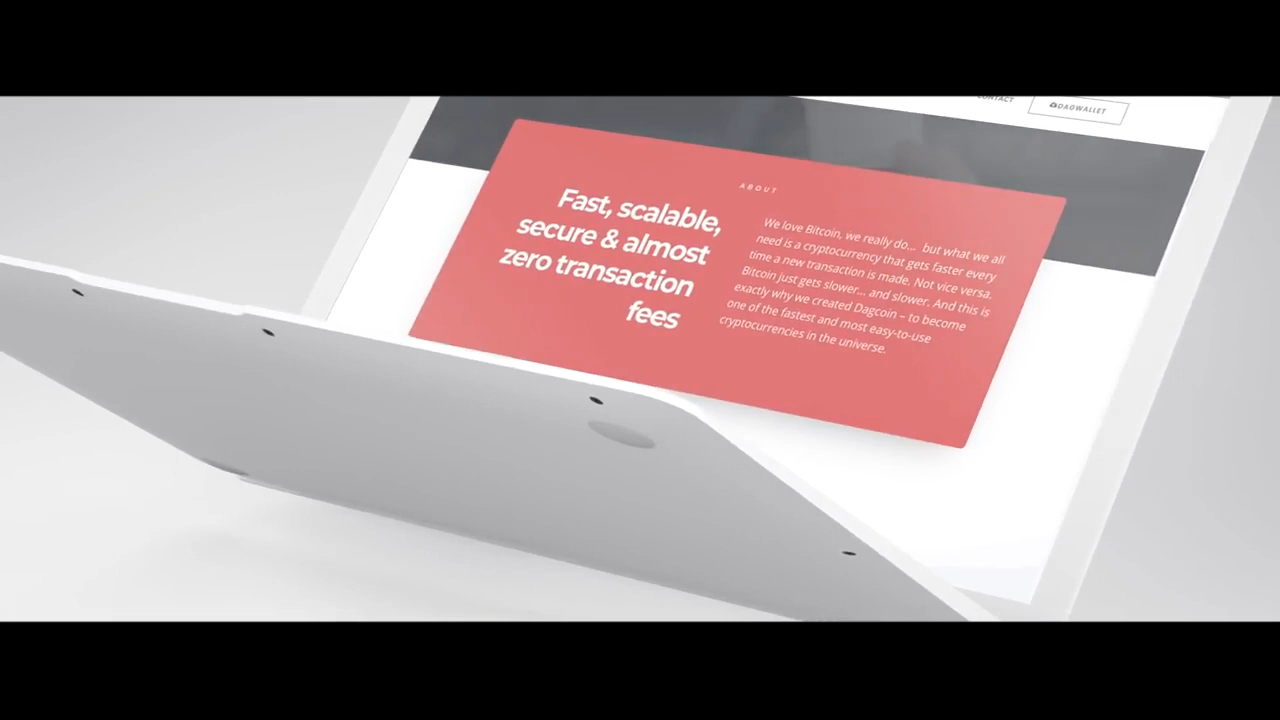 CONTACT
DAGWALLET
ABOUT
Fast, scalable,
secure & almost
zero transaction
fees
We love Bitcoin, we really do... but what we all
need is a cryptocurrency that gets faster every
time a new transaction is made. Not vice versa.
Bitcoin just gets slower... and slower. And this is
exactly why we created Dagcoin – to become
one of the fastest and most easy-to-use
cryptocurrencies in the universe.